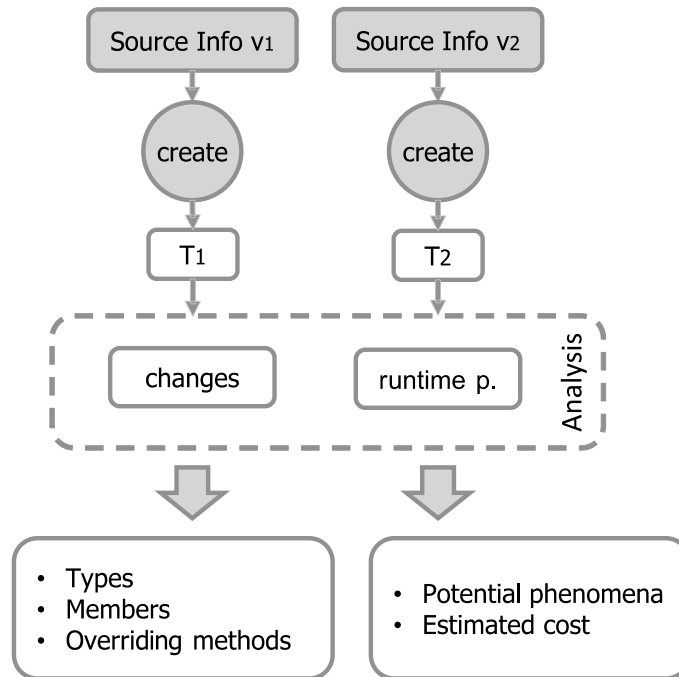 Source Info v1
Source Info v2
create
create
T1
T2
changes
runtime p.
Analysis
• Types
• Members
• Overriding methods
• Potential phenomena
• Estimated cost